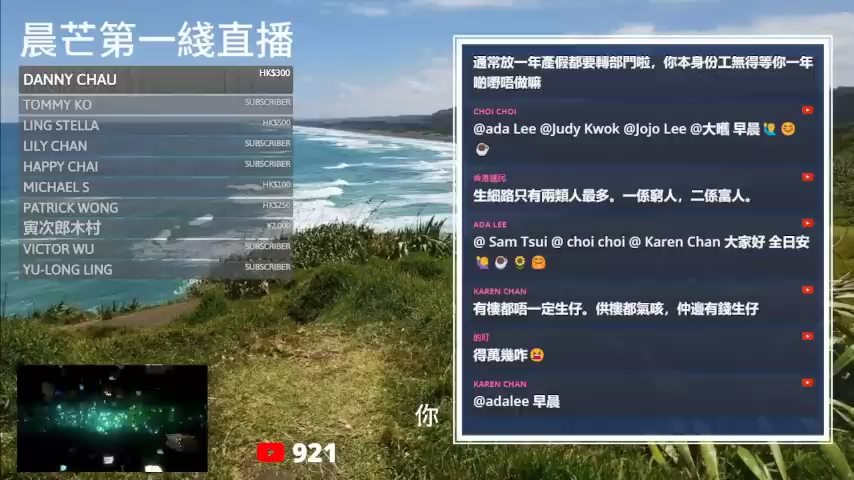 晨芒第一綫直播
DANNY CHAU HK$300
TOMMY KO SUBSCRIBER
LING STELLA HK$500
LILY CHAN SUBSCRIBER
HAPPY CHAI SUBSCRIBER
MICHAEL S HK$100
PATRICK WONG HK$250
寅次郎木村 ¥2,000
VICTOR WU SUBSCRIBER
YU-LONG LING SUBSCRIBER
921
你
通常放一年產假都要轉部門啦，你本身份工無得等你一年
啲嘢唔做嘛
CHOI CHOI
@ada Lee @Judy Kwok @Jojo Lee @大嚿 早晨 🙋‍♂️ 😊
☕
生細路只有兩類人最多。一係窮人，二係富人。
ADA LEE
@ Sam Tsui @ choi choi @ Karen Chan 大家好 全日安
🙋 ☕ 🌻 🤗
KAREN CHAN
有樓都唔一定生仔。供樓都氣咳，仲邊有錢生仔
的叮
得萬幾咋 😫
KAREN CHAN
@adalee 早晨